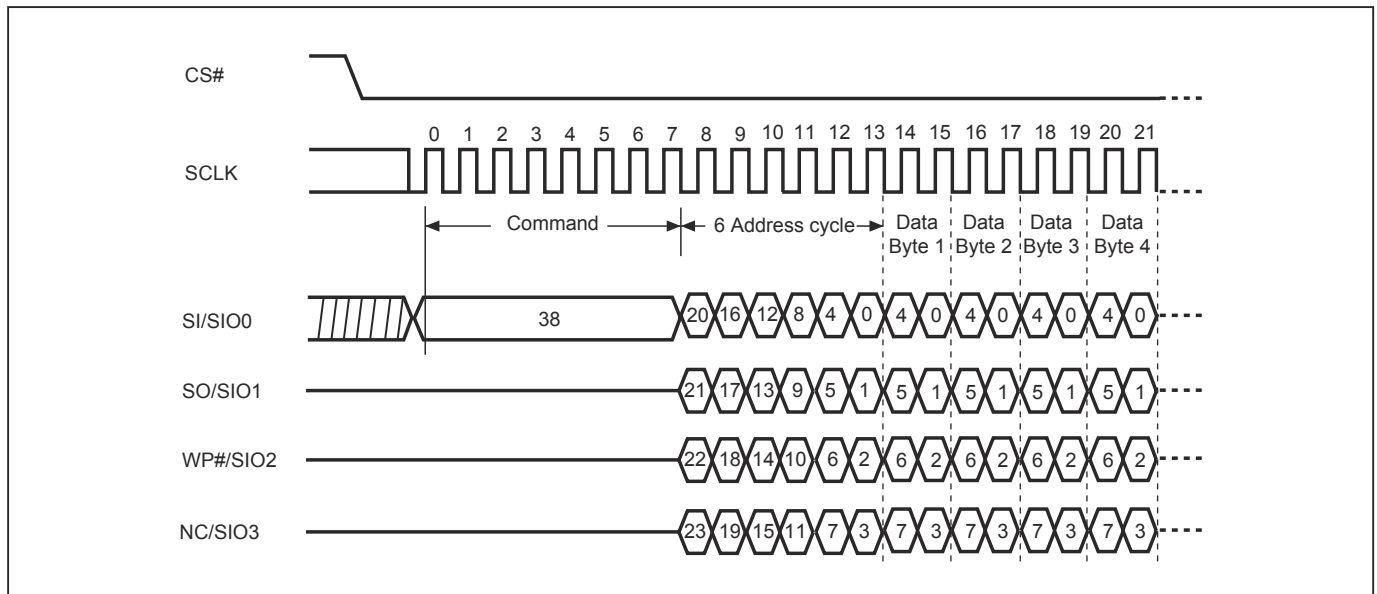 CS#
0 1 2 3 4 5 6 7 8 9 10 11 12 13 14 15 16 17 18 19 20 21
SCLK
Command 6 Address cycle Data Data Data Data
Byte 1 Byte 2 Byte 3 Byte 4
SI/SIO0 38 20 16 12 8 4 0 4 0 4 0 4 0 4 0
SO/SIO1 21 17 13 9 5 1 5 1 5 1 5 1 5 1
WP#/SIO2 22 18 14 10 6 2 6 2 6 2 6 2 6 2
NC/SIO3 23 19 15 11 7 3 7 3 7 3 7 3 7 3